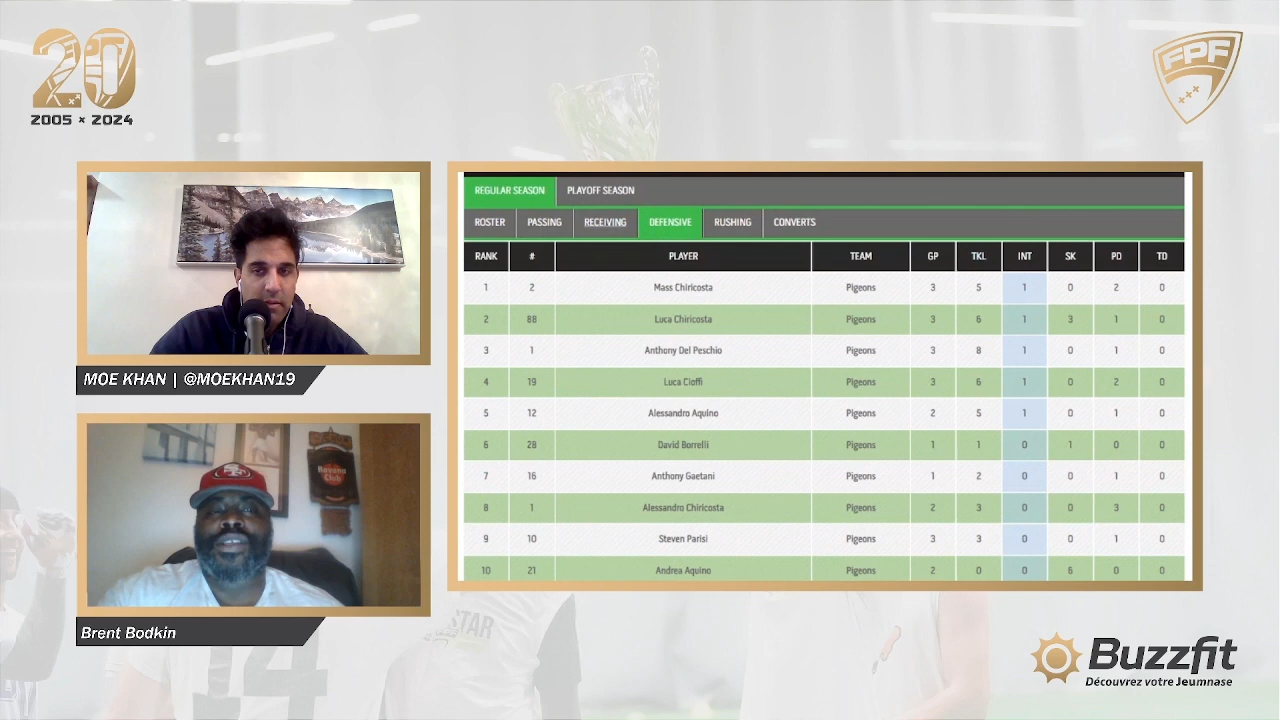 20
2005 × 2024
FPF
MOE KHAN | @MOEKHAN19
Havana
Club
Brent Bodkin
REGULAR SEASON PLAYOFF SEASON
ROSTER PASSING RECEIVING DEFENSIVE RUSHING CONVERTS
RANK # PLAYER TEAM GP TKL INT SK PD TD
1 2 Mass Chiricosta Pigeons 3 5 1 0 2 0
2 88 Luca Chiricosta Pigeons 3 6 1 3 1 0
3 1 Anthony Del Peschio Pigeons 3 8 1 0 1 0
4 19 Luca Cioffi Pigeons 3 6 1 0 2 0
5 12 Alessandro Aquino Pigeons 2 5 1 0 1 0
6 28 David Borrelli Pigeons 1 1 0 1 0 0
7 16 Anthony Gaetani Pigeons 1 2 0 0 1 0
8 1 Alessandro Chiricosta Pigeons 2 3 0 0 3 0
9 10 Steven Parisi Pigeons 3 3 0 0 1 0
10 21 Andrea Aquino Pigeons 2 0 0 6 0 0
STAR
14
Buzzfit
Découvrez votre Jeumnase